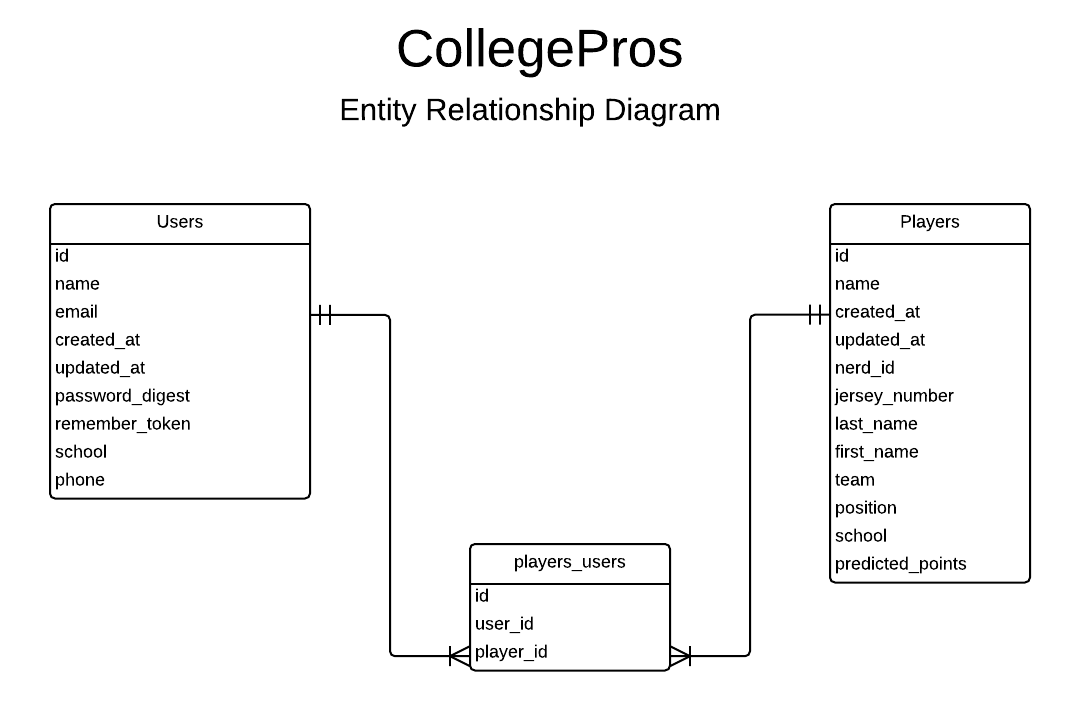 CollegePros
Entity Relationship Diagram
Users
id
name
email
created_at
updated_at
password_digest
remember_token
school
phone
Players
id
name
created_at
updated_at
nerd_id
jersey_number
last_name
first_name
team
position
school
predicted_points
players_users
id
user_id
player_id